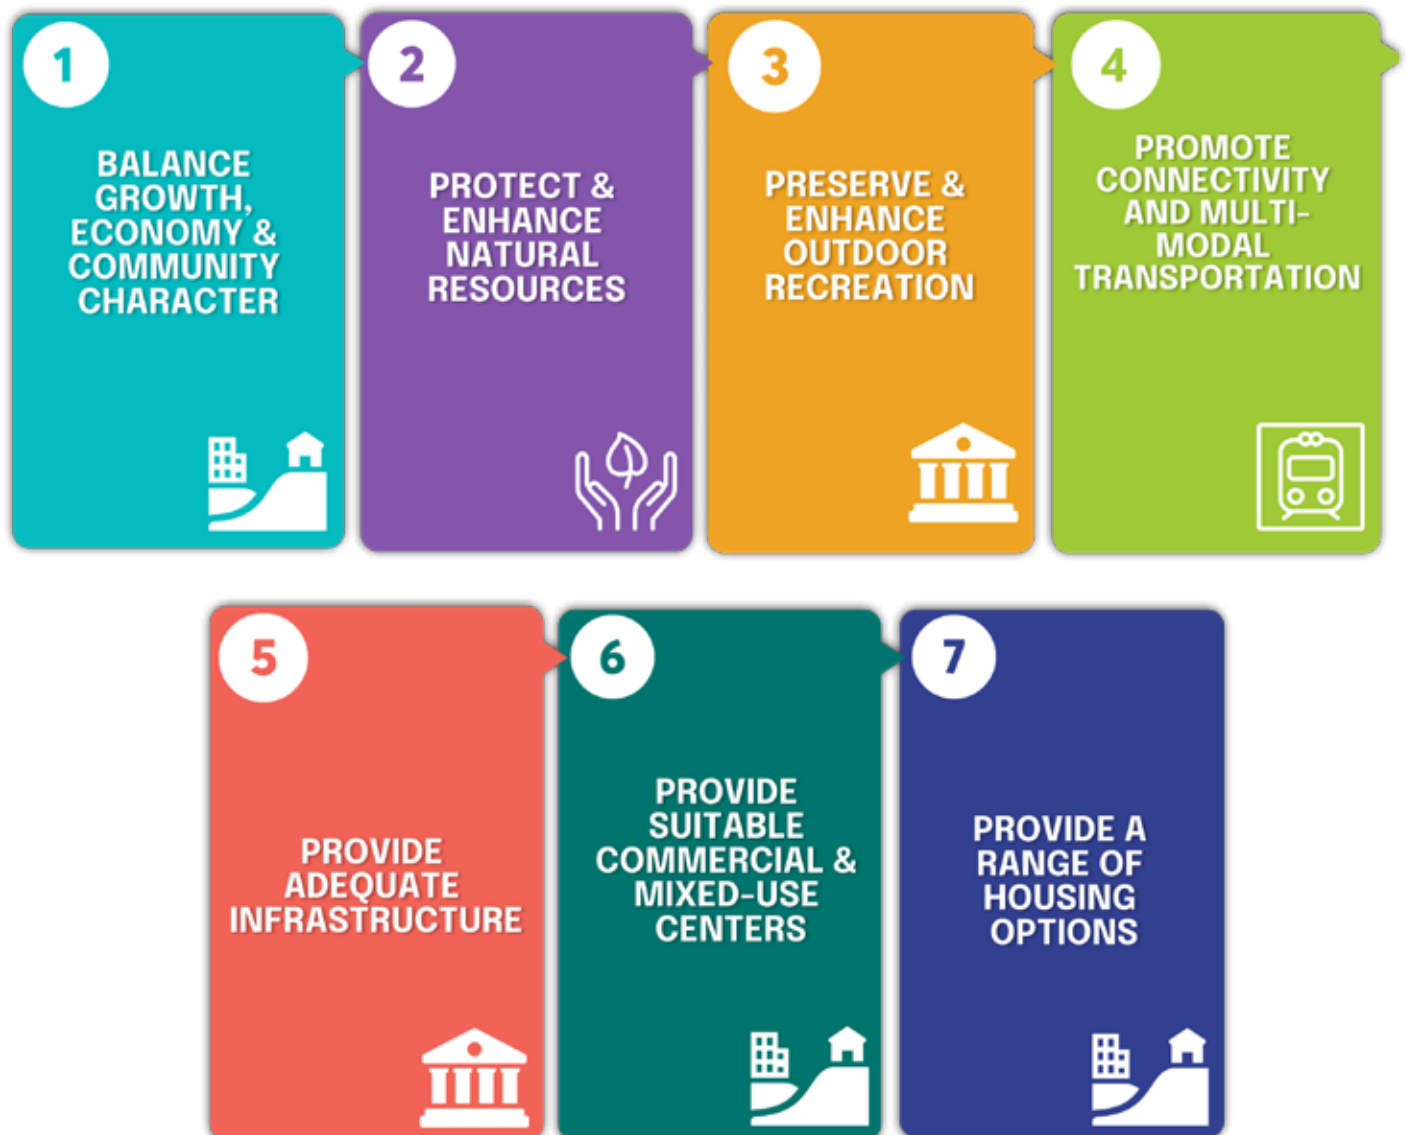 1
BALANCE
GROWTH,
ECONOMY &
COMMUNITY
CHARACTER
2
PROTECT &
ENHANCE
NATURAL
RESOURCES
3
PRESERVE &
ENHANCE
OUTDOOR
RECREATION
4
PROMOTE
CONNECTIVITY
AND MULTI-
MODAL
TRANSPORTATION
5
PROVIDE
ADEQUATE
INFRASTRUCTURE
6
PROVIDE
SUITABLE
COMMERCIAL &
MIXED-USE
CENTERS
7
PROVIDE A
RANGE OF
HOUSING
OPTIONS